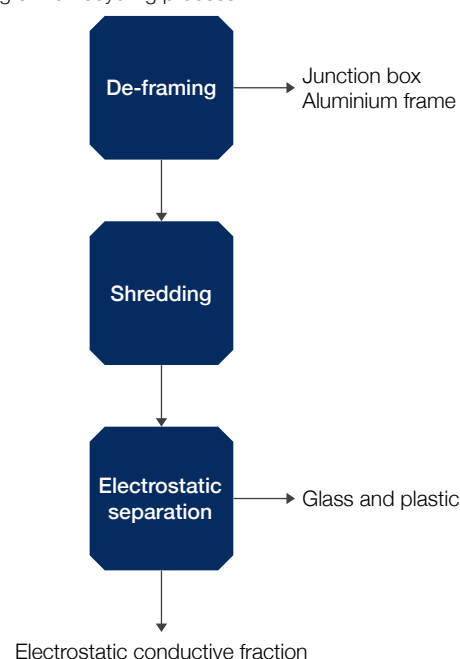 De-framing
Junction box
Aluminium frame
Shredding
Electrostatic
separation
Glass and plastic
Electrostatic conductive fraction